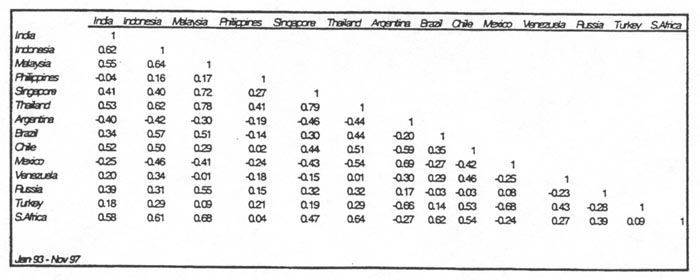 India Indonesia Malaysia Philippines Singapore Thailand Argentina Brazil Chile Mexico Venezuela Russia Turkey S.Africa
India 1
Indonesia 0.62 1
Malaysia 0.55 0.64 1
Philippines -0.04 0.16 0.17 1
Singapore 0.41 0.40 0.72 0.27 1
Thailand 0.53 0.62 0.78 0.41 0.79 1
Argentina -0.40 -0.42 -0.30 -0.19 -0.46 -0.44 1
Brazil 0.34 0.57 0.51 -0.14 0.30 0.44 -0.20 1
Chile 0.52 0.50 0.29 0.02 0.44 0.51 -0.59 0.35 1
Mexico -0.25 -0.46 -0.41 -0.24 -0.43 -0.54 0.69 -0.27 -0.42 1
Venezuela 0.20 0.34 -0.01 -0.18 -0.15 0.01 -0.30 0.29 0.46 -0.25 1
Russia 0.39 0.31 0.55 0.15 0.32 0.32 0.17 -0.03 -0.03 0.08 -0.23 1
Turkey 0.18 0.29 0.09 0.21 0.19 0.29 -0.66 0.14 0.53 -0.68 0.43 -0.28 1
S.Africa 0.58 0.61 0.68 0.04 0.47 0.64 -0.27 0.62 0.54 -0.24 0.27 0.39 0.09 1
Jan 93 - Nov 97